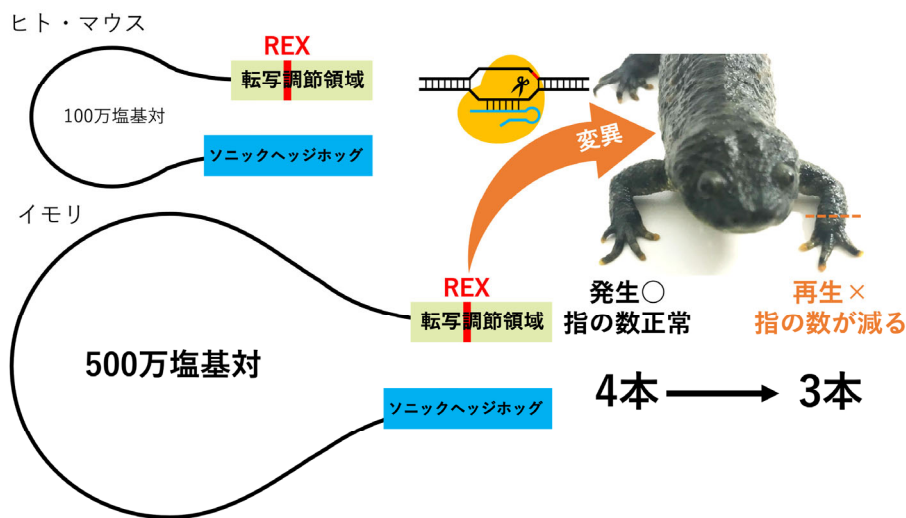 ヒト・マウス
REX
転写調節領域
100万塩基対
ソニックヘッジホッグ
変異
イモリ
REX
転写調節領域
500万塩基対
ソニックヘッジホッグ
発生○
指の数正常
再生×
指の数が減る
4本
3本